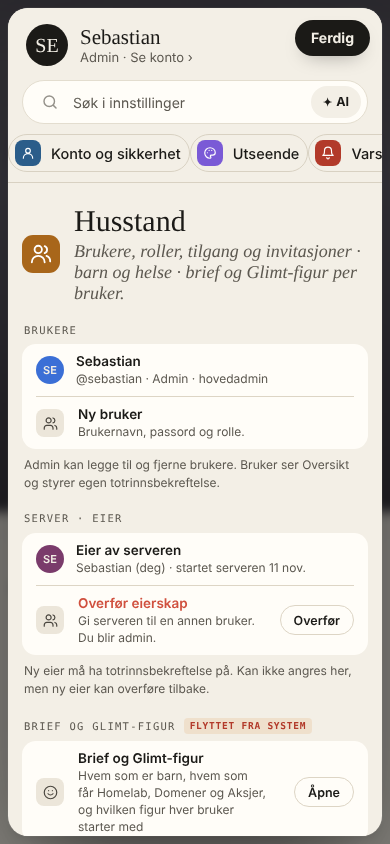 SE
Sebastian
Admin · Se konto ›
Ferdig
Søk i innstillinger
✦ AI
Konto og sikkerhet
Utseende
Vars
Husstand
Brukere, roller, tilgang og invitasjoner ·
barn og helse · brief og Glimt-figur per
bruker.
BRUKERE
SE
Sebastian
@sebastian · Admin · hovedadmin
Ny bruker
Brukernavn, passord og rolle.
Admin kan legge til og fjerne brukere. Bruker ser Oversikt
og styrer egen totrinnsbekreftelse.
SERVER · EIER
SE
Eier av serveren
Sebastian (deg) · startet serveren 11 nov.
Overfør eierskap
Gi serveren til en annen bruker.
Du blir admin.
Overfør
Ny eier må ha totrinnsbekreftelse på. Kan ikke angres her,
men ny eier kan overføre tilbake.
BRIEF OG GLIMT-FIGUR FLYTTET FRA SYSTEM
Brief og Glimt-figur
Hvem som er barn, hvem som
får Homelab, Domener og Aksjer,
og hvilken figur hver bruker
starter med
Åpne